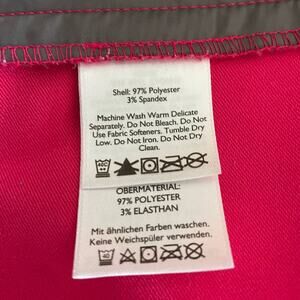 Shell: 97% Polyester
3% Spandex
Machine Wash Warm Delicate
Separately. Do Not Bleach. Do Not
Use Fabric Softeners. Tumble Dry
Low. Do Not Iron. Do Not Dry
Clean.
OBERMATERIAL:
97% POLYESTER
3% ELASTHAN
Mit ähnlichen Farben waschen.
Keine Weichspüler verwenden.
40